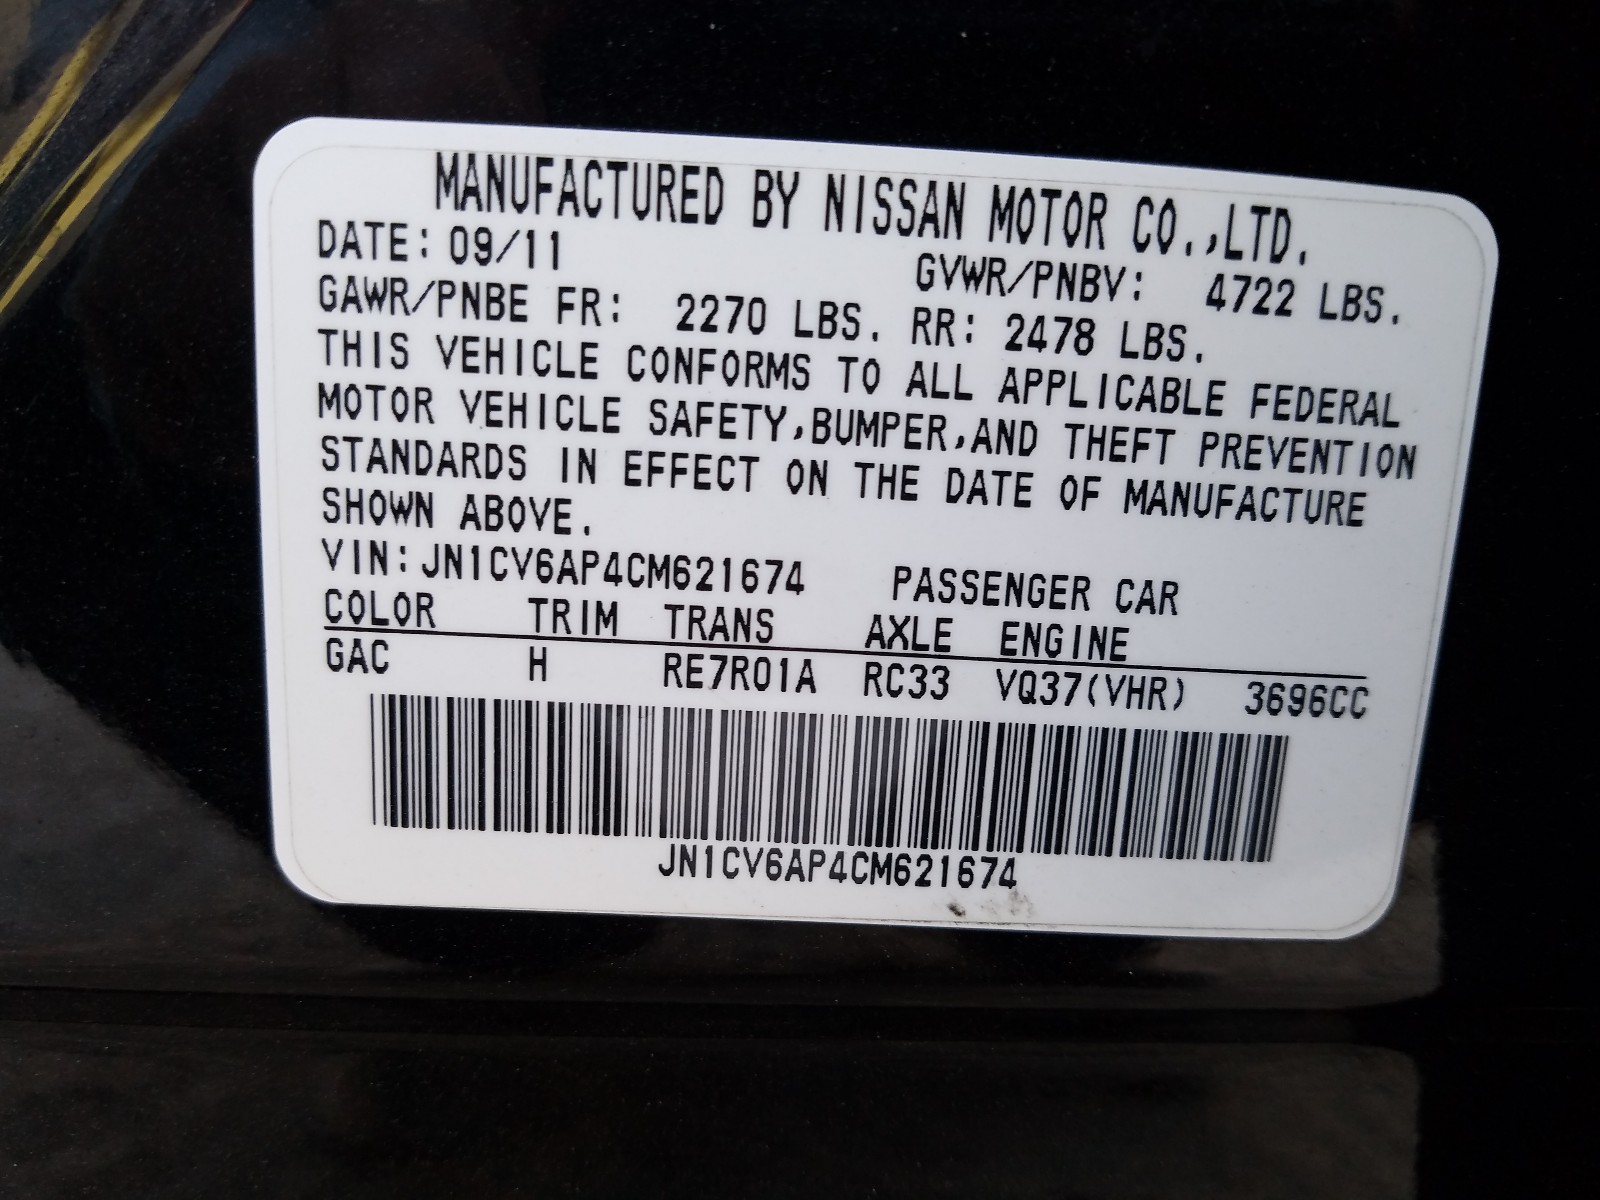 MANUFACTURED BY NISSAN MOTOR CO.,LTD.
DATE: 09/11 GVWR/PNBV: 4722 LBS.
GAWR/PNBE FR: 2270 LBS. RR: 2478 LBS.
THIS VEHICLE CONFORMS TO ALL APPLICABLE FEDERAL
MOTOR VEHICLE SAFETY,BUMPER,AND THEFT PREVENTION
STANDARDS IN EFFECT ON THE DATE OF MANUFACTURE
SHOWN ABOVE.
VIN:JN1CV6AP4CM621674 PASSENGER CAR
COLOR TRIM TRANS AXLE ENGINE
GAC H RE7R01A RC33 VQ37(VHR) 3696CC
JN1CV6AP4CM621674